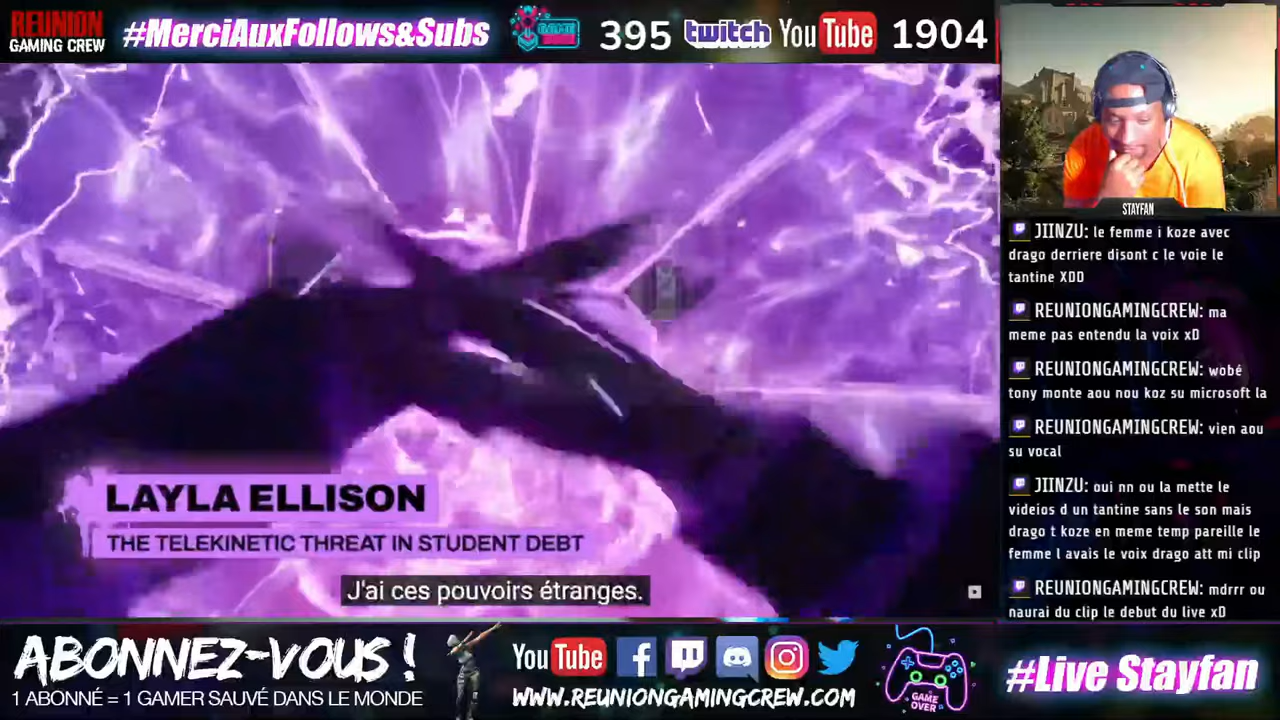 REUNION
GAMING CREW
#MerciAuxFollows&Subs
395 twitch YouTube 1904
STAYFAN
JIINZU: le femme i koze avec
drago derriere disont c le voie le
tantine XDD
REUNIONGAMINGCREW: ma
meme pas entendu la voix xD
REUNIONGAMINGCREW: wobé
tony monte aou nou koz su microsoft la
REUNIONGAMINGCREW: vien aou
su vocal
JIINZU: oui nn ou la mette le
videios d un tantine sans le son mais
drago t koze en meme temp pareille le
femme l avais le voix drago att mi clip
REUNIONGAMINGCREW: mdrrr ou
naurai du clip le debut du live xD
LAYLA ELLISON
THE TELEKINETIC THREAT IN STUDENT DEBT
J'ai ces pouvoirs étranges.
ABONNEZ-VOUS !
1 ABONNÉ = 1 GAMER SAUVÉ DANS LE MONDE
YouTube
WWW.REUNIONGAMINGCREW.COM
GAME
OVER
#Live Stayfan